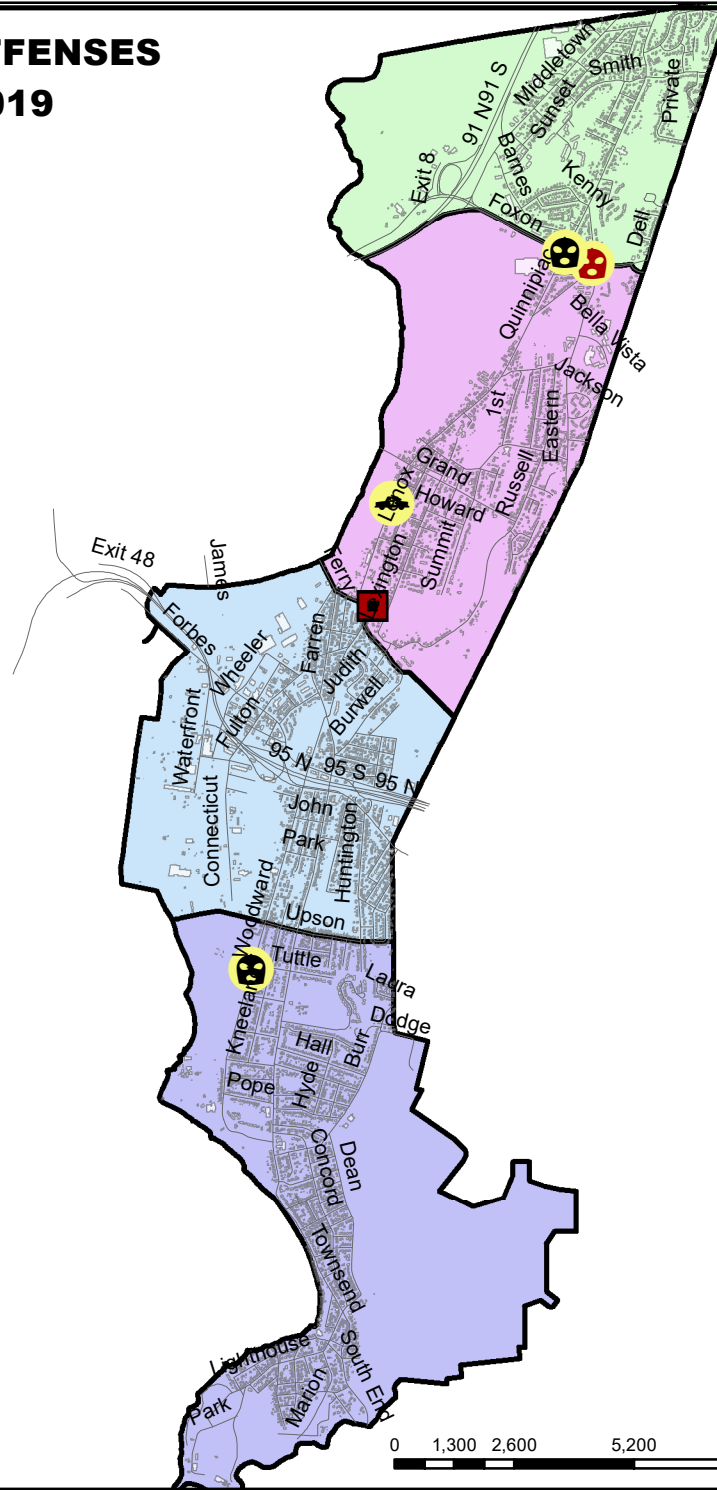 FFENSES
019
Middletown
Smith
Private
Sunset
91 N
91 S
Barnes
Exit 8
Kenny
Foxon
Dell
Quinnipiac
Bella Vista
Jackson
1st
Eastern
Grand
Russell
Lenox
Howard
Summit
Ferry
Exit 48
James
Forbes
Farren
Wheeler
Judith
Burwell
Fulton
Waterfront
95 N
95 S
95 N
Connecticut
John
Park
Huntington
Woodward
Upson
Tuttle
Laura
Dodge
Hall
Burr
Pope
Hyde
Concord
Dean
Townsend
South End
Lighthouse
Marion
Park
0 1,300 2,600 5,200